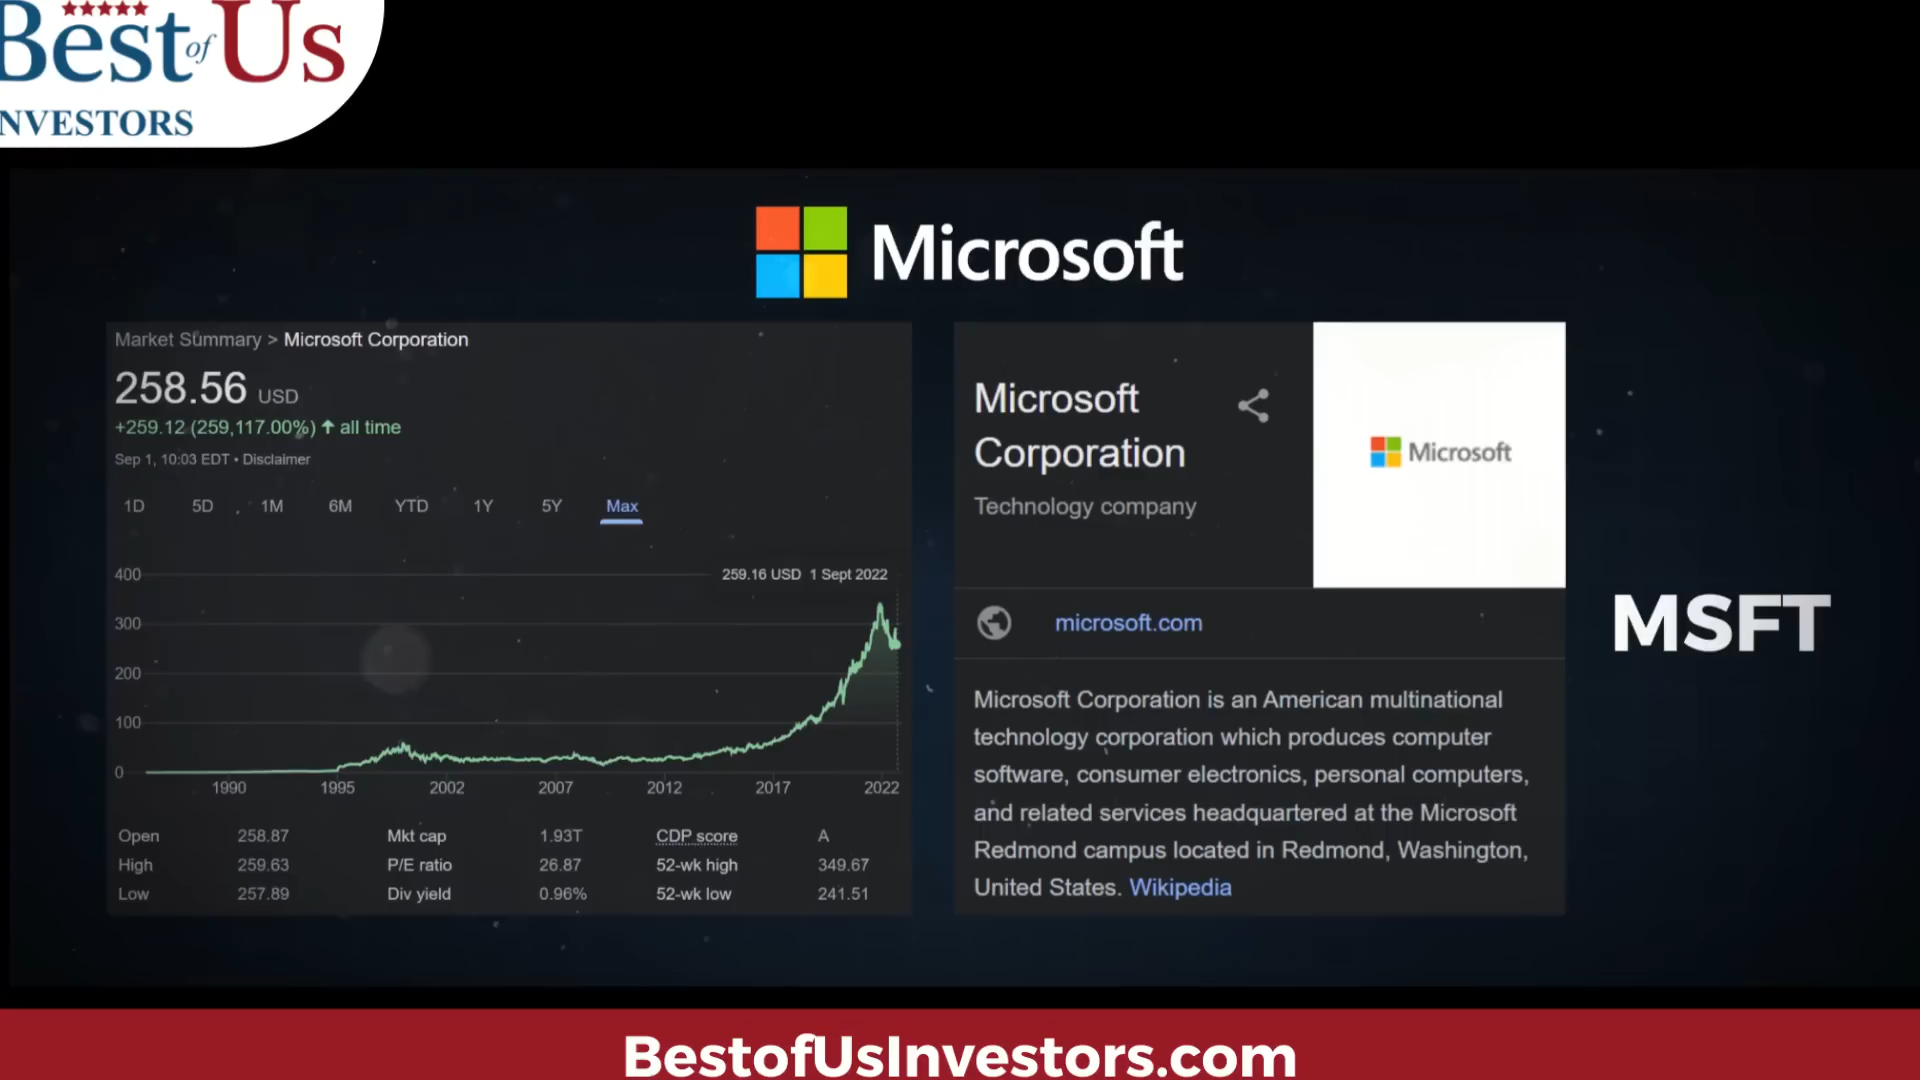 Best of Us
NVESTORS
Microsoft
Market Summary > Microsoft Corporation
258.56 USD
+259.12 (259,117.00%) ↑ all time
Sep 1, 10:03 EDT • Disclaimer
1D 5D 1M 6M YTD 1Y 5Y Max
259.16 USD 1 Sept 2022
400
300
200
100
0
1990 1995 2002 2007 2012 2017 2022
Open 258.87 Mkt cap 1.93T CDP score A
High 259.63 P/E ratio 26.87 52-wk high 349.67
Low 257.89 Div yield 0.96% 52-wk low 241.51
Microsoft
Corporation
Technology company
Microsoft
microsoft.com
Microsoft Corporation is an American multinational
technology corporation which produces computer
software, consumer electronics, personal computers,
and related services headquartered at the Microsoft
Redmond campus located in Redmond, Washington,
United States. Wikipedia
MSFT
BestofUsInvestors.com